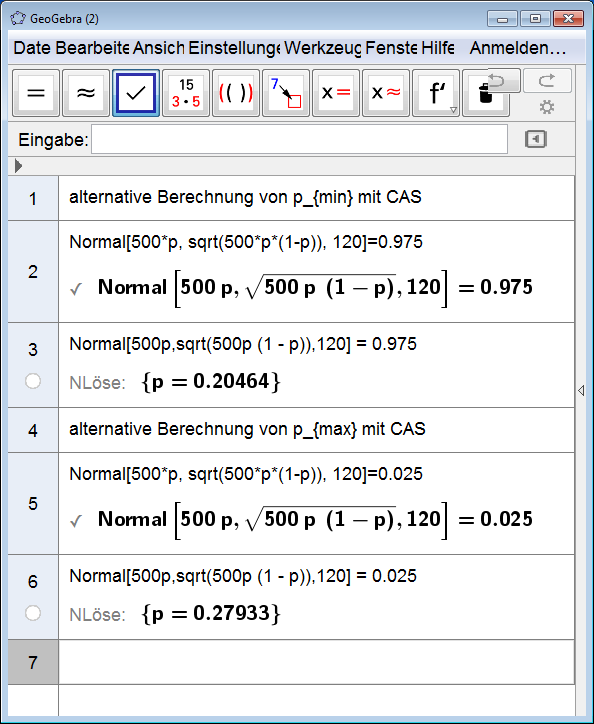 GeoGebra (2)
Date Bearbeite Ansich Einstellunge Werkzeug Fenste Hilfe Anmelden...
= ≈ ✓ 15 3•5 (( )) 7 x = x ≈ f'
Eingabe:
1 alternative Berechnung von p_{min} mit CAS
2 Normal[500*p, sqrt(500*p*(1-p)), 120]=0.975
✓ Normal [500 p, √500 p (1 − p), 120] = 0.975
3 Normal[500p,sqrt(500p (1 - p)),120] = 0.975
NLöse: {p = 0.20464}
4 alternative Berechnung von p_{max} mit CAS
5 Normal[500*p, sqrt(500*p*(1-p)), 120]=0.025
✓ Normal [500 p, √500 p (1 − p), 120] = 0.025
6 Normal[500p,sqrt(500p (1 - p)),120] = 0.025
NLöse: {p = 0.27933}
7